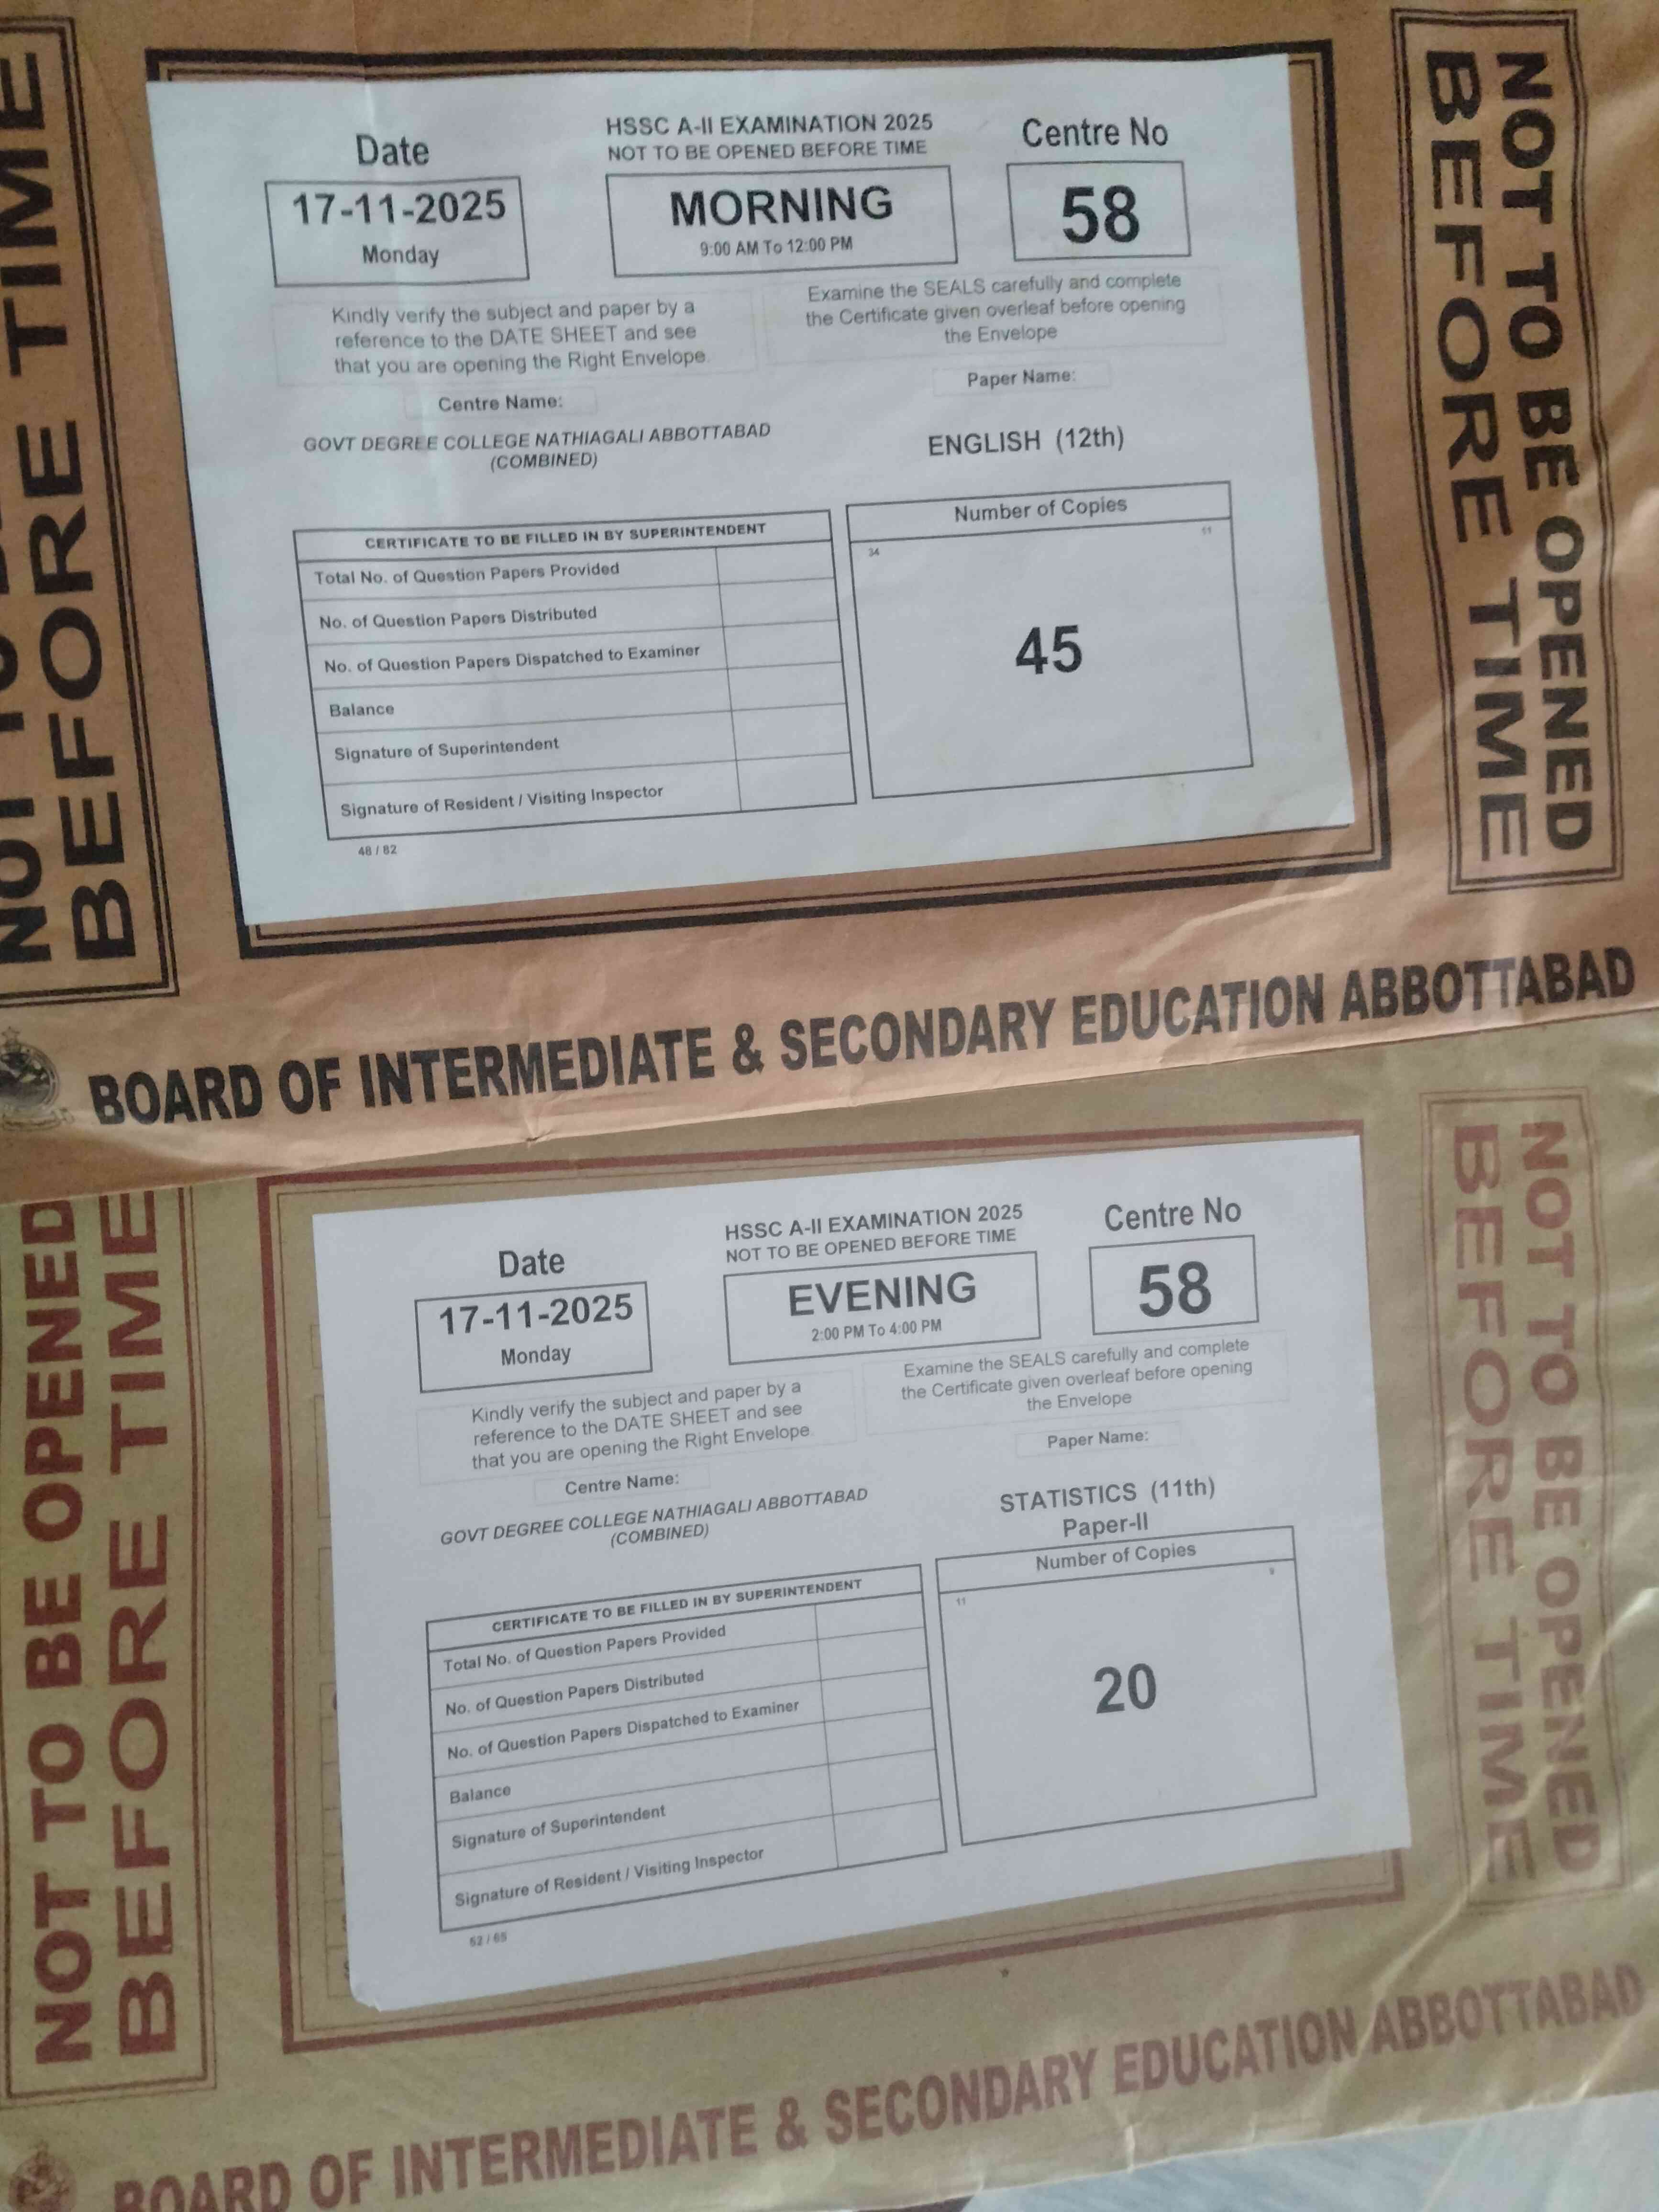 NOT TO BE OPENED
BEFORE TIME
HSSC A-II EXAMINATION 2025
NOT TO BE OPENED BEFORE TIME
Date
17-11-2025
Monday
MORNING
9:00 AM To 12:00 PM
Centre No
58
Kindly verify the subject and paper by a
reference to the DATE SHEET and see
that you are opening the Right Envelope.
Examine the SEALS carefully and complete
the Certificate given overleaf before opening
the Envelope
Centre Name:
GOVT DEGREE COLLEGE NATHIAGALI ABBOTTABAD
(COMBINED)
Paper Name:
ENGLISH (12th)
CERTIFICATE TO BE FILLED IN BY SUPERINTENDENT
Total No. of Question Papers Provided
No. of Question Papers Distributed
No. of Question Papers Dispatched to Examiner
Balance
Signature of Superintendent
Signature of Resident / Visiting Inspector
48 / 82
Number of Copies
34
11
45
NOT TO BE OPENED
BEFORE TIME
BOARD OF INTERMEDIATE & SECONDARY EDUCATION ABBOTTABAD
NOT TO BE OPENED
BEFORE TIME
HSSC A-II EXAMINATION 2025
NOT TO BE OPENED BEFORE TIME
Date
17-11-2025
Monday
EVENING
2:00 PM To 4:00 PM
Centre No
58
Kindly verify the subject and paper by a
reference to the DATE SHEET and see
that you are opening the Right Envelope.
Examine the SEALS carefully and complete
the Certificate given overleaf before opening
the Envelope
Centre Name:
GOVT DEGREE COLLEGE NATHIAGALI ABBOTTABAD
(COMBINED)
Paper Name:
STATISTICS (11th)
Paper-II
CERTIFICATE TO BE FILLED IN BY SUPERINTENDENT
Total No. of Question Papers Provided
No. of Question Papers Distributed
No. of Question Papers Dispatched to Examiner
Balance
Signature of Superintendent
Signature of Resident / Visiting Inspector
62 / 65
Number of Copies
11
9
20
NOT TO BE OPENED
BEFORE TIME
BOARD OF INTERMEDIATE & SECONDARY EDUCATION ABBOTTABAD